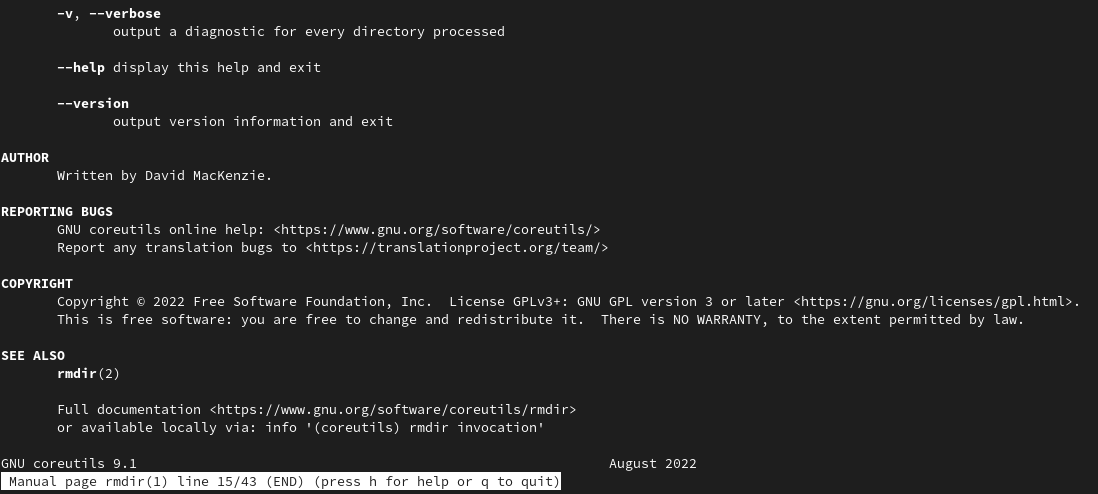 -v, --verbose
output a diagnostic for every directory processed
--help display this help and exit
--version
output version information and exit
AUTHOR
Written by David MacKenzie.
REPORTING BUGS
GNU coreutils online help: <https://www.gnu.org/software/coreutils/>
Report any translation bugs to <https://translationproject.org/team/>
COPYRIGHT
Copyright © 2022 Free Software Foundation, Inc.  License GPLv3+: GNU GPL version 3 or later <https://gnu.org/licenses/gpl.html>.
This is free software: you are free to change and redistribute it.  There is NO WARRANTY, to the extent permitted by law.
SEE ALSO
rmdir(2)
Full documentation <https://www.gnu.org/software/coreutils/rmdir>
or available locally via: info '(coreutils) rmdir invocation'
GNU coreutils 9.1 August 2022
Manual page rmdir(1) line 15/43 (END) (press h for help or q to quit)